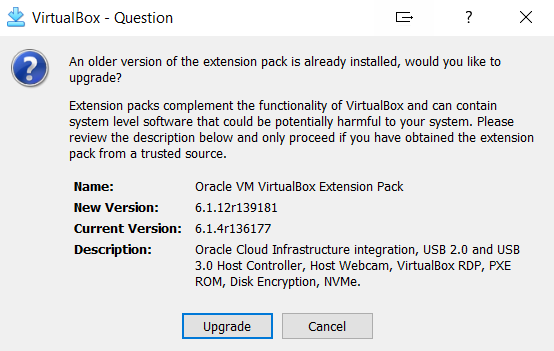 VirtualBox - Question
An older version of the extension pack is already installed, would you like to
upgrade?
Extension packs complement the functionality of VirtualBox and can contain
system level software that could be potentially harmful to your system. Please
review the description below and only proceed if you have obtained the extension
pack from a trusted source.
Name: Oracle VM VirtualBox Extension Pack
New Version: 6.1.12r139181
Current Version: 6.1.4r136177
Description: Oracle Cloud Infrastructure integration, USB 2.0 and USB
3.0 Host Controller, Host Webcam, VirtualBox RDP, PXE
ROM, Disk Encryption, NVMe.
Upgrade Cancel